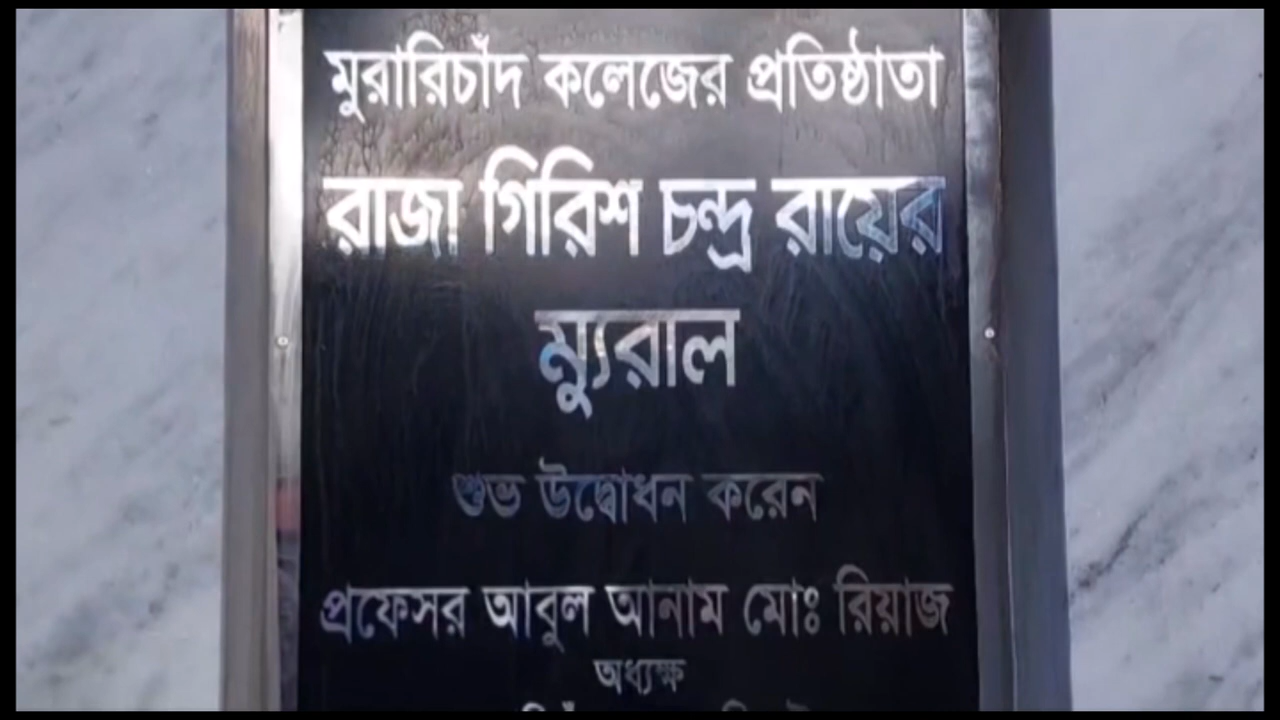 মুরারিচাঁদ কলেজের প্রতিষ্ঠাতা
রাজা গিরিশ চন্দ্র রায়ের
ম্যুরাল
শুভ উদ্বোধন করেন
প্রফেসর আবুল আনাম মোঃ রিয়াজ
অধ্যক্ষ